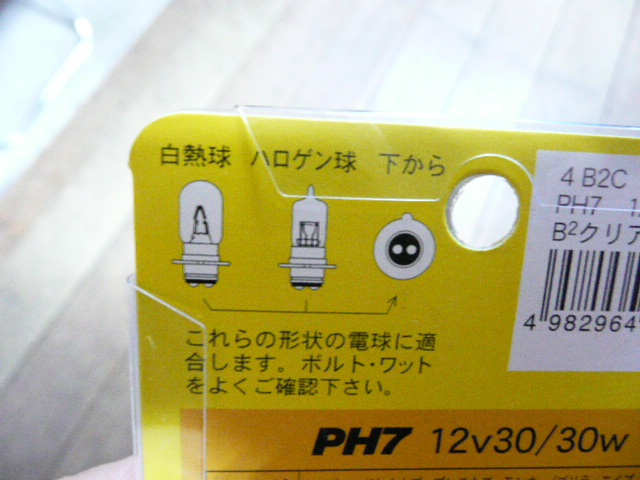 白熱球 ハロゲン球 下から
4 B2C
PH7
B²クリア
4 982964
これらの形状の電球に適
合します。ボルト・ワット
をよくご確認下さい。
PH7 12v30/30w